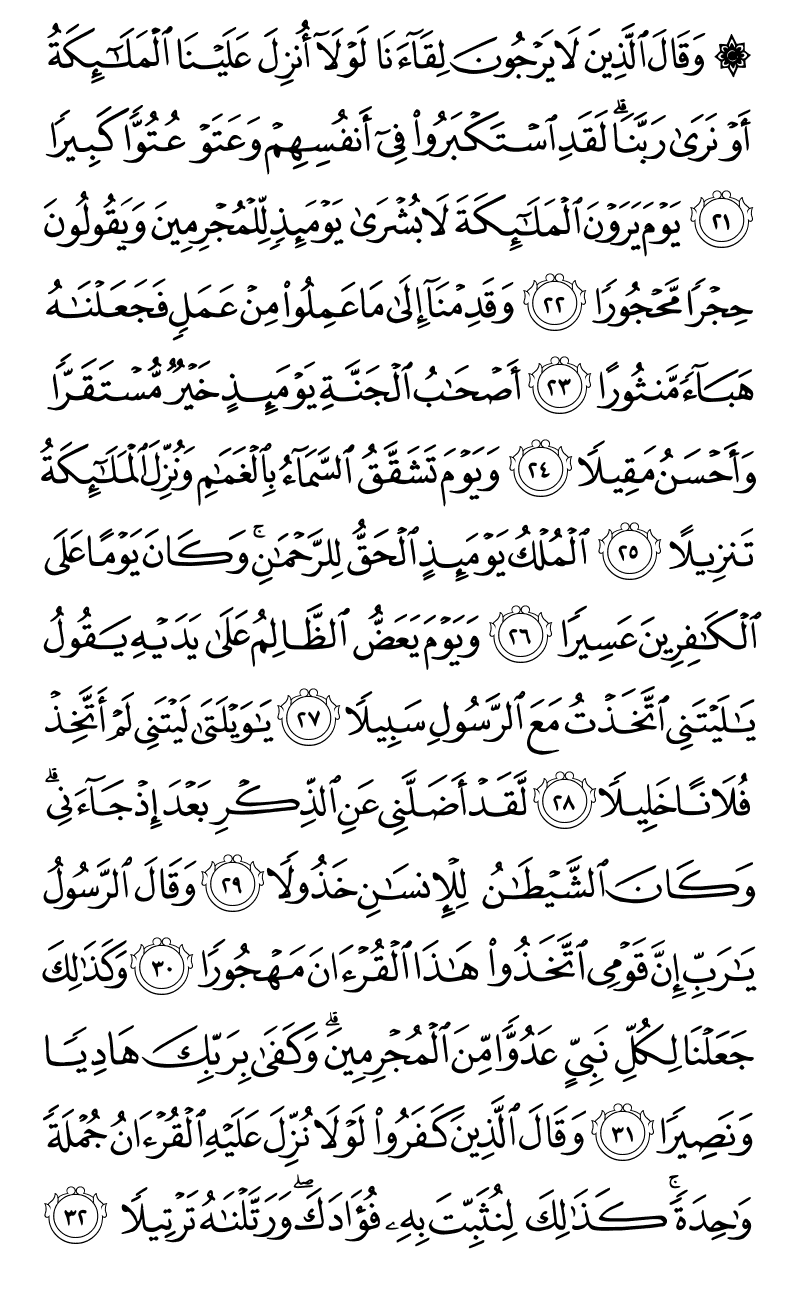 ۞ وَقَالَ ٱلَّذِينَ لَا يَرۡجُونَ لِقَآءَنَا لَوۡلَآ أُنزِلَ عَلَيۡنَا ٱلۡمَلَٰٓئِكَةُ
أَوۡ نَرَىٰ رَبَّنَاۗ لَقَدِ ٱسۡتَكۡبَرُواْ فِيٓ أَنفُسِهِمۡ وَعَتَوۡ عُتُوّٗا كَبِيرٗا
٢١ يَوۡمَ يَرَوۡنَ ٱلۡمَلَٰٓئِكَةَ لَا بُشۡرَىٰ يَوۡمَئِذٖ لِّلۡمُجۡرِمِينَ وَيَقُولُونَ
حِجۡرٗا مَّحۡجُورٗا ٢٢ وَقَدِمۡنَآ إِلَىٰ مَا عَمِلُواْ مِنۡ عَمَلٖ فَجَعَلۡنَٰهُ
هَبَآءٗ مَّنثُورًا ٢٣ أَصۡحَٰبُ ٱلۡجَنَّةِ يَوۡمَئِذٍ خَيۡرٞ مُّسۡتَقَرّٗا
وَأَحۡسَنُ مَقِيلٗا ٢٤ وَيَوۡمَ تَشَقَّقُ ٱلسَّمَآءُ بِٱلۡغَمَٰمِ وَنُزِّلَ ٱلۡمَلَٰٓئِكَةُ
تَنزِيلًا ٢٥ ٱلۡمُلۡكُ يَوۡمَئِذٍ ٱلۡحَقُّ لِلرَّحۡمَٰنِۚ وَكَانَ يَوۡمًا عَلَى
ٱلۡكَٰفِرِينَ عَسِيرٗا ٢٦ وَيَوۡمَ يَعَضُّ ٱلظَّالِمُ عَلَىٰ يَدَيۡهِ يَقُولُ
يَٰلَيۡتَنِي ٱتَّخَذۡتُ مَعَ ٱلرَّسُولِ سَبِيلٗا ٢٧ يَٰوَيۡلَتَىٰ لَيۡتَنِي لَمۡ أَتَّخِذۡ
فُلَانًا خَلِيلٗا ٢٨ لَّقَدۡ أَضَلَّنِي عَنِ ٱلذِّكۡرِ بَعۡدَ إِذۡ جَآءَنِيۗ
وَكَانَ ٱلشَّيۡطَٰنُ لِلۡإِنسَٰنِ خَذُولٗا ٢٩ وَقَالَ ٱلرَّسُولُ
يَٰرَبِّ إِنَّ قَوۡمِي ٱتَّخَذُواْ هَٰذَا ٱلۡقُرۡءَانَ مَهۡجُورٗا ٣٠ وَكَذَٰلِكَ
جَعَلۡنَا لِكُلِّ نَبِيٍّ عَدُوّٗا مِّنَ ٱلۡمُجۡرِمِينَۗ وَكَفَىٰ بِرَبِّكَ هَادِيٗا
وَنَصِيرٗا ٣١ وَقَالَ ٱلَّذِينَ كَفَرُواْ لَوۡلَا نُزِّلَ عَلَيۡهِ ٱلۡقُرۡءَانُ جُمۡلَةٗ
وَٰحِدَةٗۚ كَذَٰلِكَ لِنُثَبِّتَ بِهِۦ فُؤَادَكَۖ وَرَتَّلۡنَٰهُ تَرۡتِيلٗا ٣٢